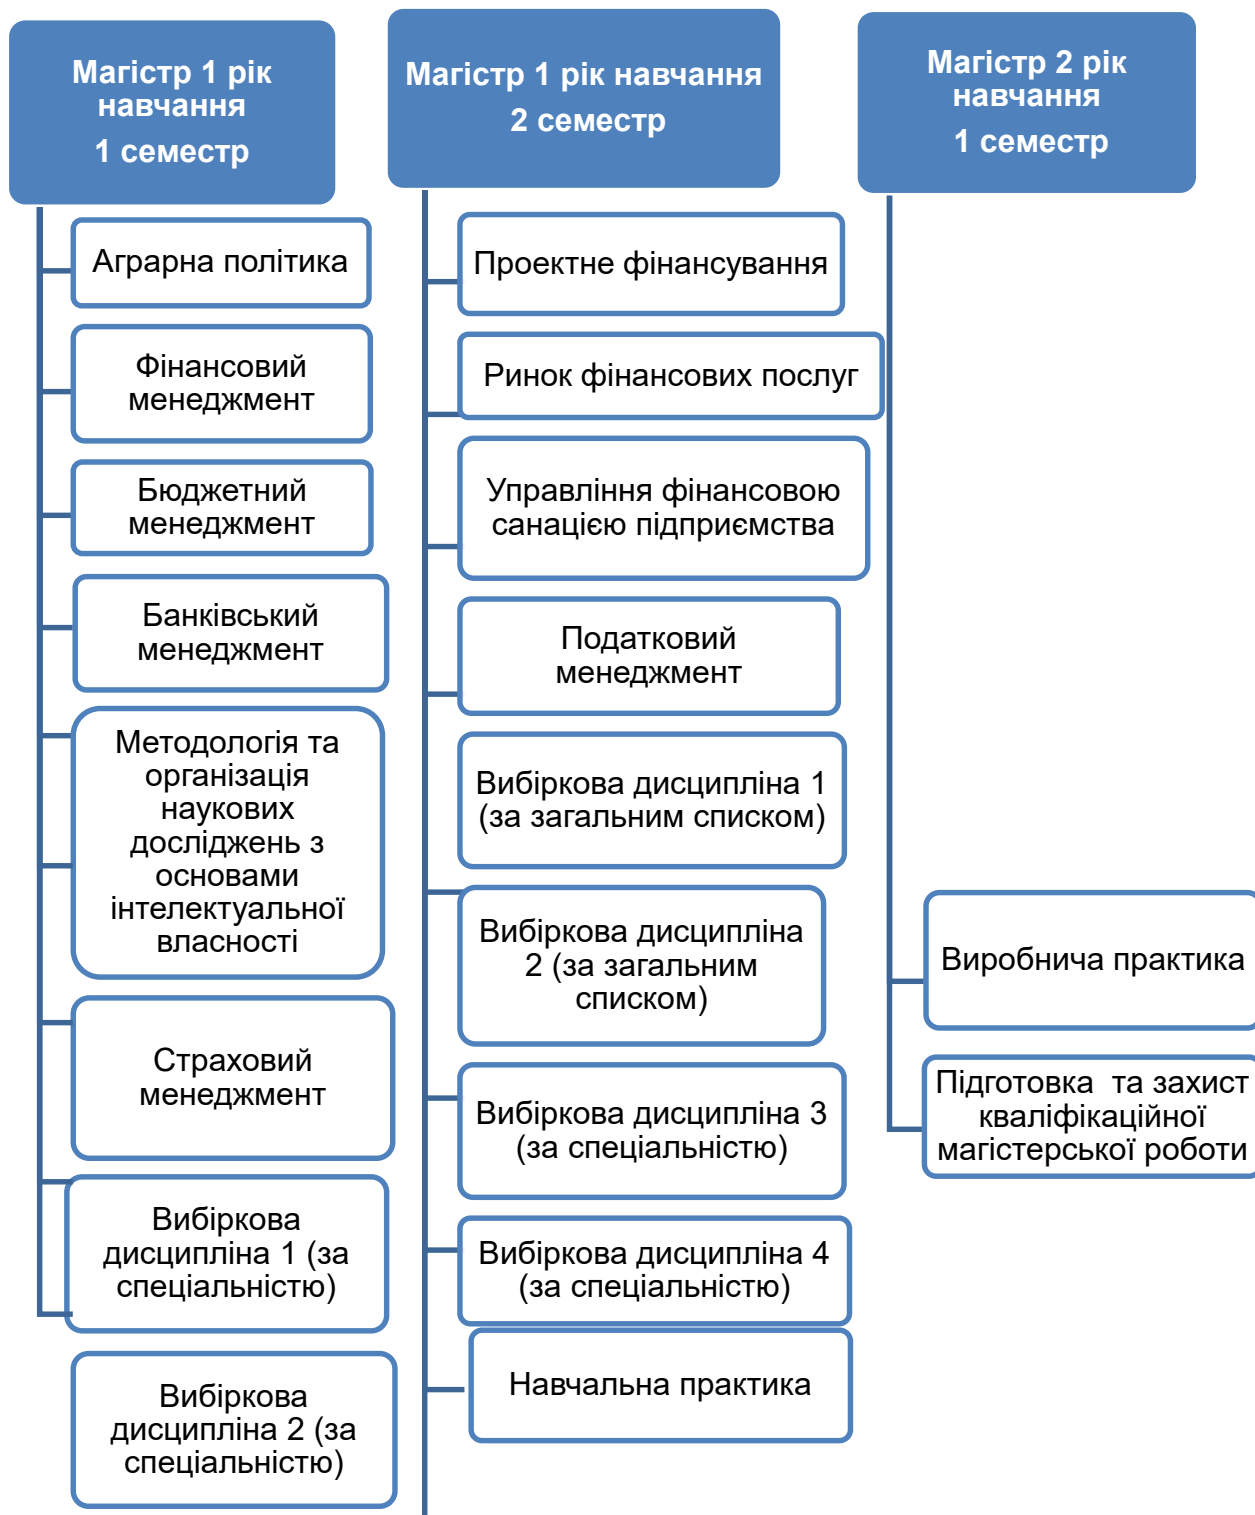 Магістр 1 рік
навчання
1 семестр
Аграрна політика
Фінансовий
менеджмент
Бюджетний
менеджмент
Банківський
менеджмент
Методологія та
організація
наукових
досліджень з
основами
інтелектуальної
власності
Страховий
менеджмент
Вибіркова
дисципліна 1 (за
спеціальністю)
Вибіркова
дисципліна 2 (за
спеціальністю)
Магістр 1 рік навчання
2 семестр
Проектне фінансування
Ринок фінансових послуг
Управління фінансовою
санацією підприємства
Податковий
менеджмент
Вибіркова дисципліна 1
(за загальним списком)
Вибіркова дисципліна
2 (за загальним
списком)
Вибіркова дисципліна 3
(за спеціальністю)
Вибіркова дисципліна 4
(за спеціальністю)
Навчальна практика
Магістр 2 рік
навчання
1 семестр
Виробнича практика
Підготовка та захист
кваліфікаційної
магістерської роботи